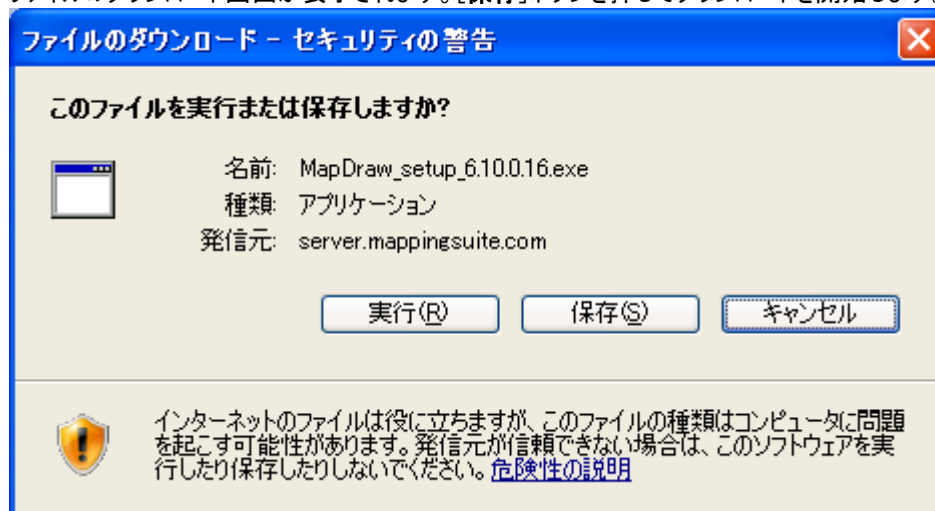 ファイルのダウンロード - セキュリティの警告
このファイルを実行または保存しますか?
名前: MapDraw_setup_6.10.0.16.exe
種類: アプリケーション
発信元: server.mappingsuite.com
実行(R) 保存(S) キャンセル
インターネットのファイルは役に立ちますが、このファイルの種類はコンピュータに問題
を起こす可能性があります。発信元が信頼できない場合は、このソフトウェアを実
行したり保存したりしないでください。危険性の説明